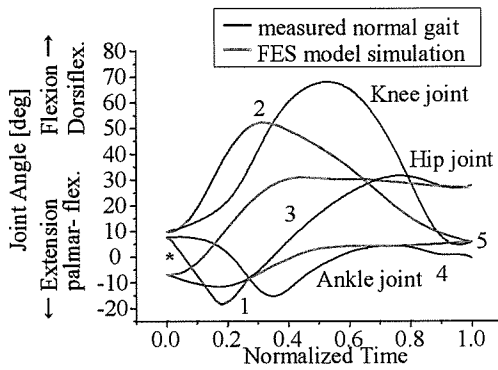 measured normal gait
FES model simulation
Joint Angle [deg]
← Extension Flexion →
palmar- flex. Dorsiflex.
80
70
60
50
40
30
20
10
0
-10
-20
Knee joint
Hip joint
Ankle joint
2
3
*
1
4
5
0.0 0.2 0.4 0.6 0.8 1.0
Normalized Time